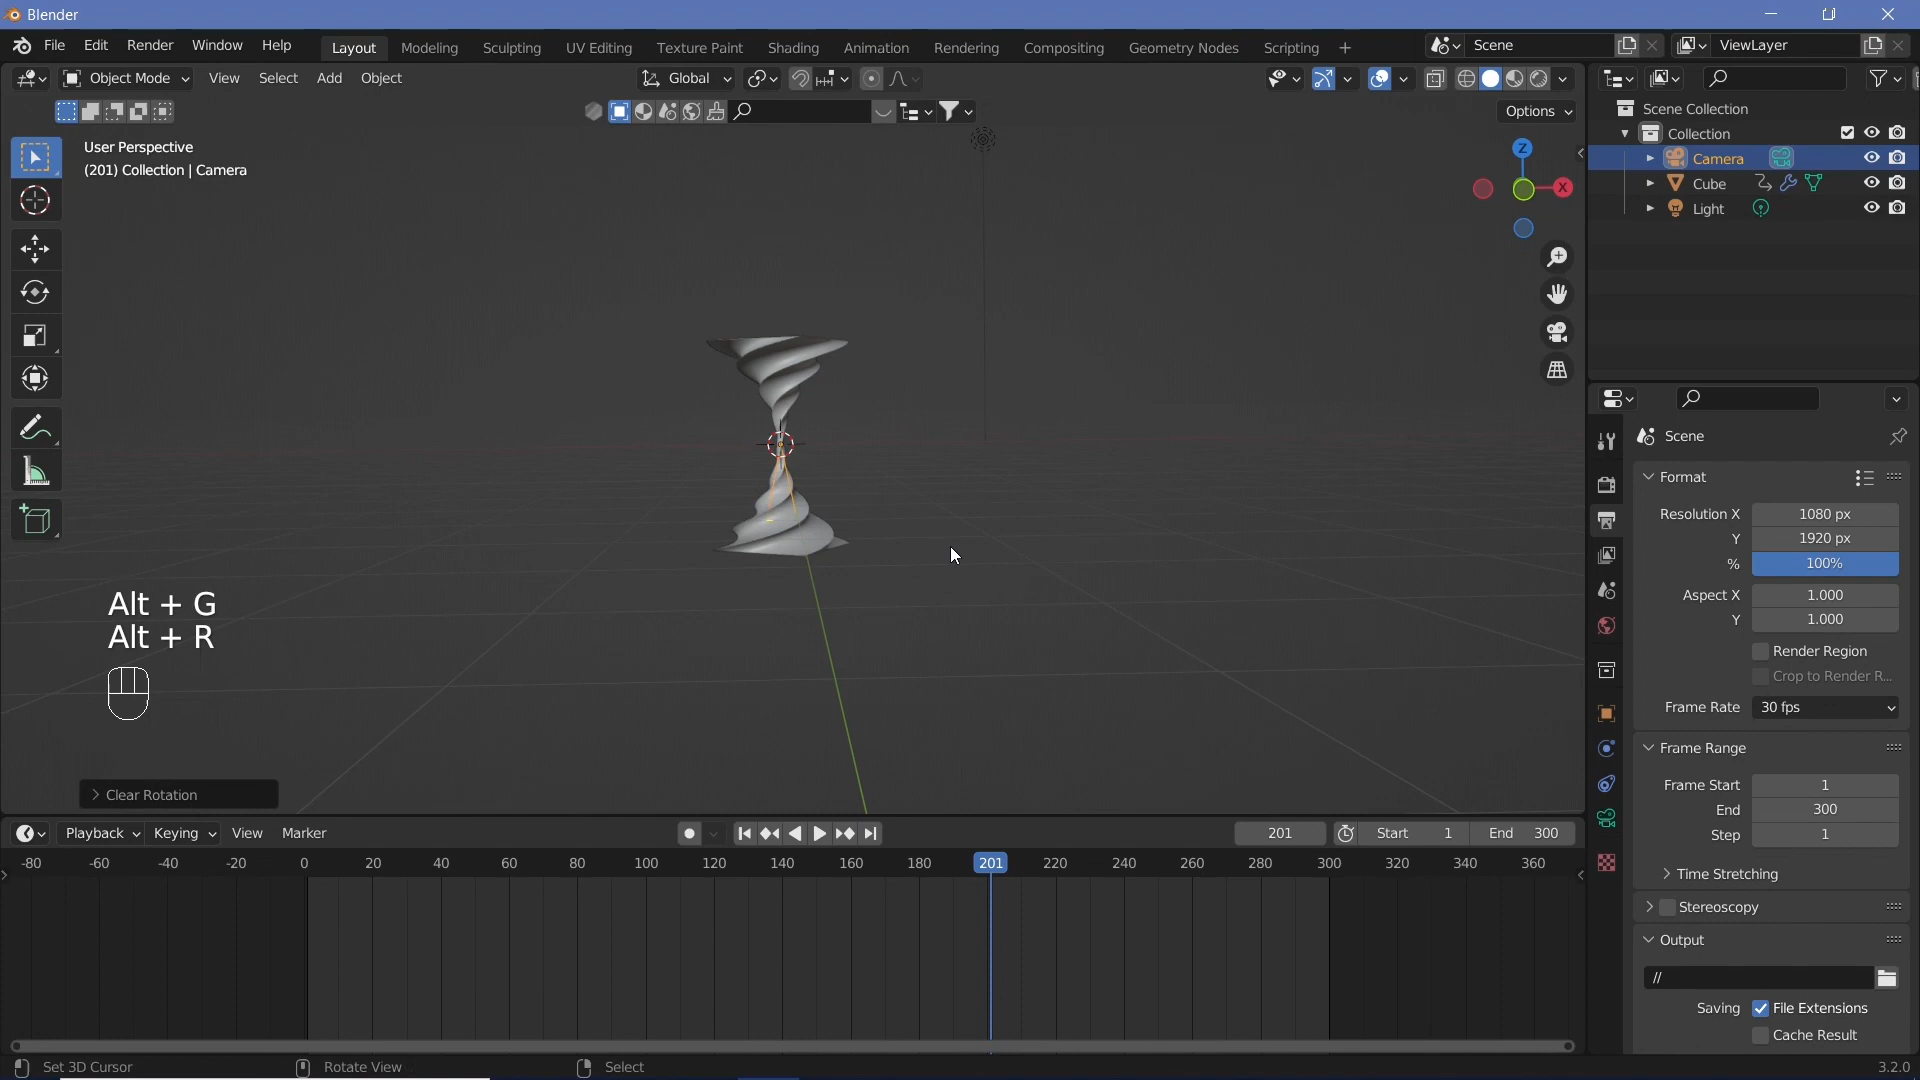 Blender
File Edit Render Window Help Layout Modeling Sculpting UV Editing Texture Paint Shading Animation Rendering Compositing Geometry Nodes Scripting + Scene ViewLayer
Object Mode View Select Add Object Global
Options
User Perspective
(201) Collection | Camera
Z
X
Scene Collection
Collection
Camera
Cube
Light
Scene
Format
Resolution X 1080 px
Y 1920 px
% 100%
Aspect X 1.000
Y 1.000
Render Region
Crop to Render R...
Frame Rate 30 fps
Frame Range
Frame Start 1
End 300
Step 1
Time Stretching
Stereoscopy
Output
//
Saving File Extensions
Cache Result
Alt + G
Alt + R
Clear Rotation
Playback Keying View Marker 201 Start 1 End 300
-80 -60 -40 -20 0 20 40 60 80 100 120 140 160 180 201 220 240 260 280 300 320 340 360
Set 3D Cursor Rotate View Select 3.2.0